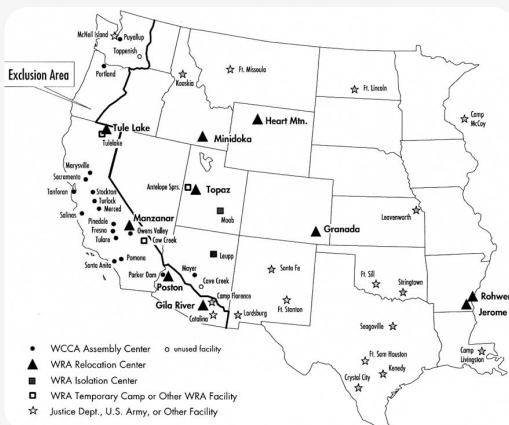 McNeil Island
Puyallup
Toppenish
Portland
Exclusion Area
Kooskia
Ft. Missoula
Ft. Lincoln
Camp
McCoy
Heart Mtn.
Minidoka
Tule Lake
Tulelake
Marysville
Sacramento
Tanforan
Stockton
Turlock
Merced
Salinas
Pinedale
Fresno
Tulare
Manzanar
Owens Valley
Cow Creek
Antelope Sprs.
Topaz
Moab
Granada
Leavenworth
Santa Anita
Pomona
Parker Dam
Mayer
Leupp
Cave Creek
Poston
Camp Florence
Gila River
Catalina
Lordsburg
Santa Fe
Ft. Stanton
Ft. Sill
Stringtown
Rohwer
Jerome
Seagoville
Ft. Sam Houston
Kenedy
Crystal City
Camp
Livingston
WCCA Assembly Center
unused facility
WRA Relocation Center
WRA Isolation Center
WRA Temporary Camp or Other WRA Facility
Justice Dept., U.S. Army, or Other Facility